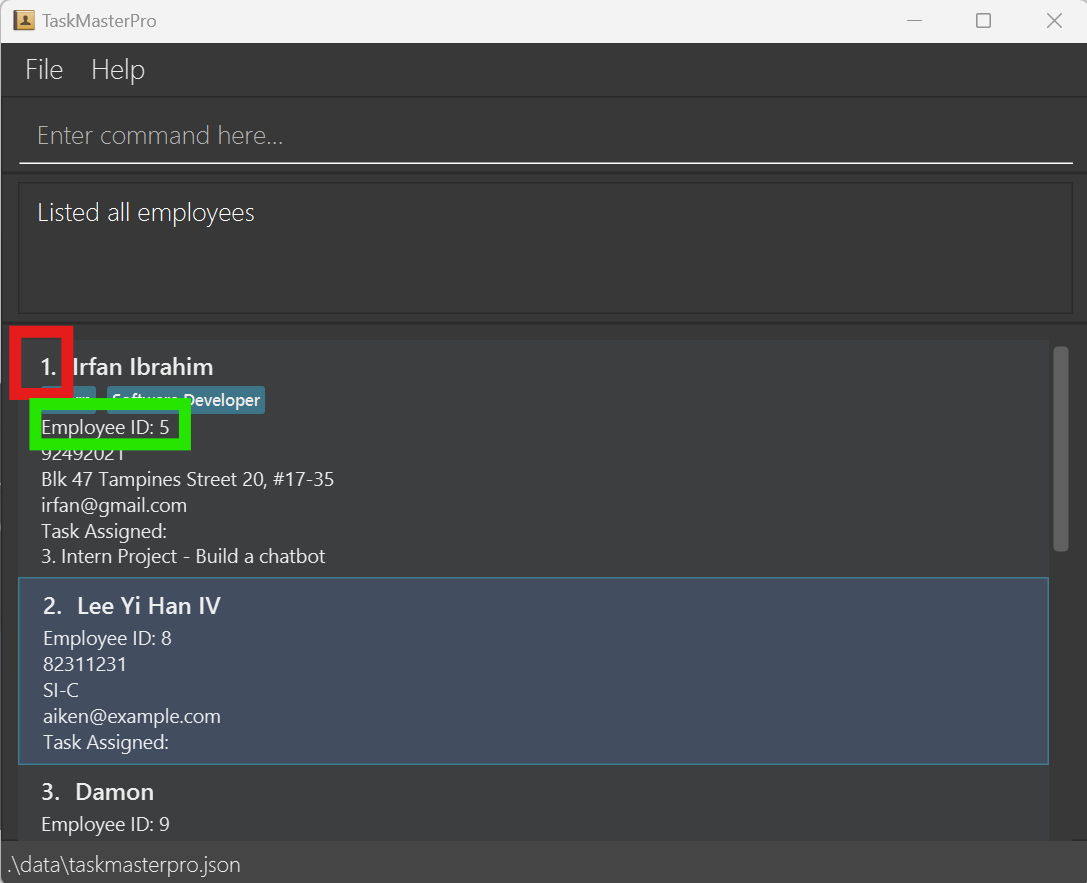 TaskMasterPro
File Help
Enter command here...
Listed all employees
1. Irfan Ibrahim
Software Developer
Employee ID: 5
92492021
Blk 47 Tampines Street 20, #17-35
irfan@gmail.com
Task Assigned:
3. Intern Project - Build a chatbot
2. Lee Yi Han IV
Employee ID: 8
82311231
SI-C
aiken@example.com
Task Assigned:
3. Damon
Employee ID: 9
.\data\taskmasterpro.json